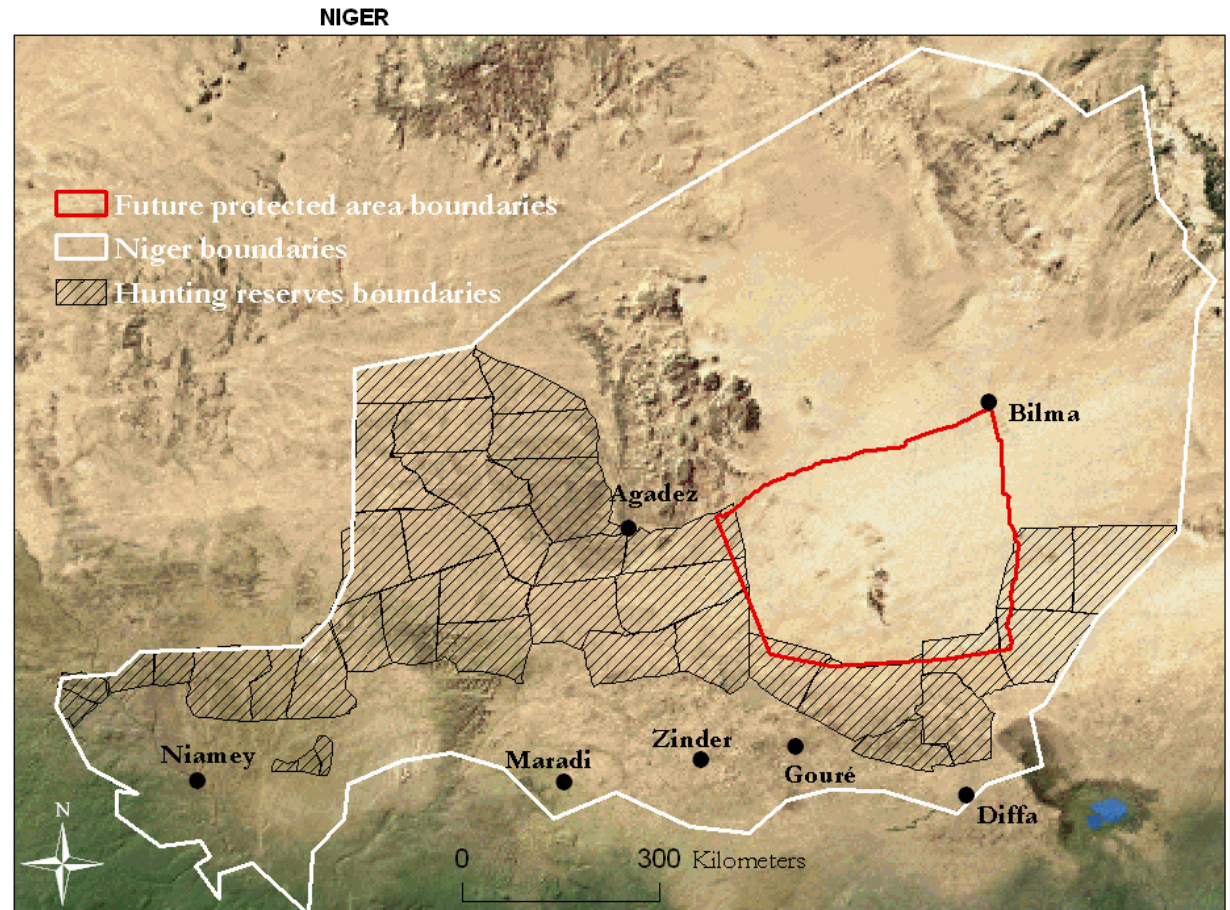 NIGER
Future protected area boundaries
Niger boundaries
Hunting reserves boundaries
Bilma
Agadez
Niamey
Maradi
Zinder
Gouré
Diffa
N
0 300 Kilometers